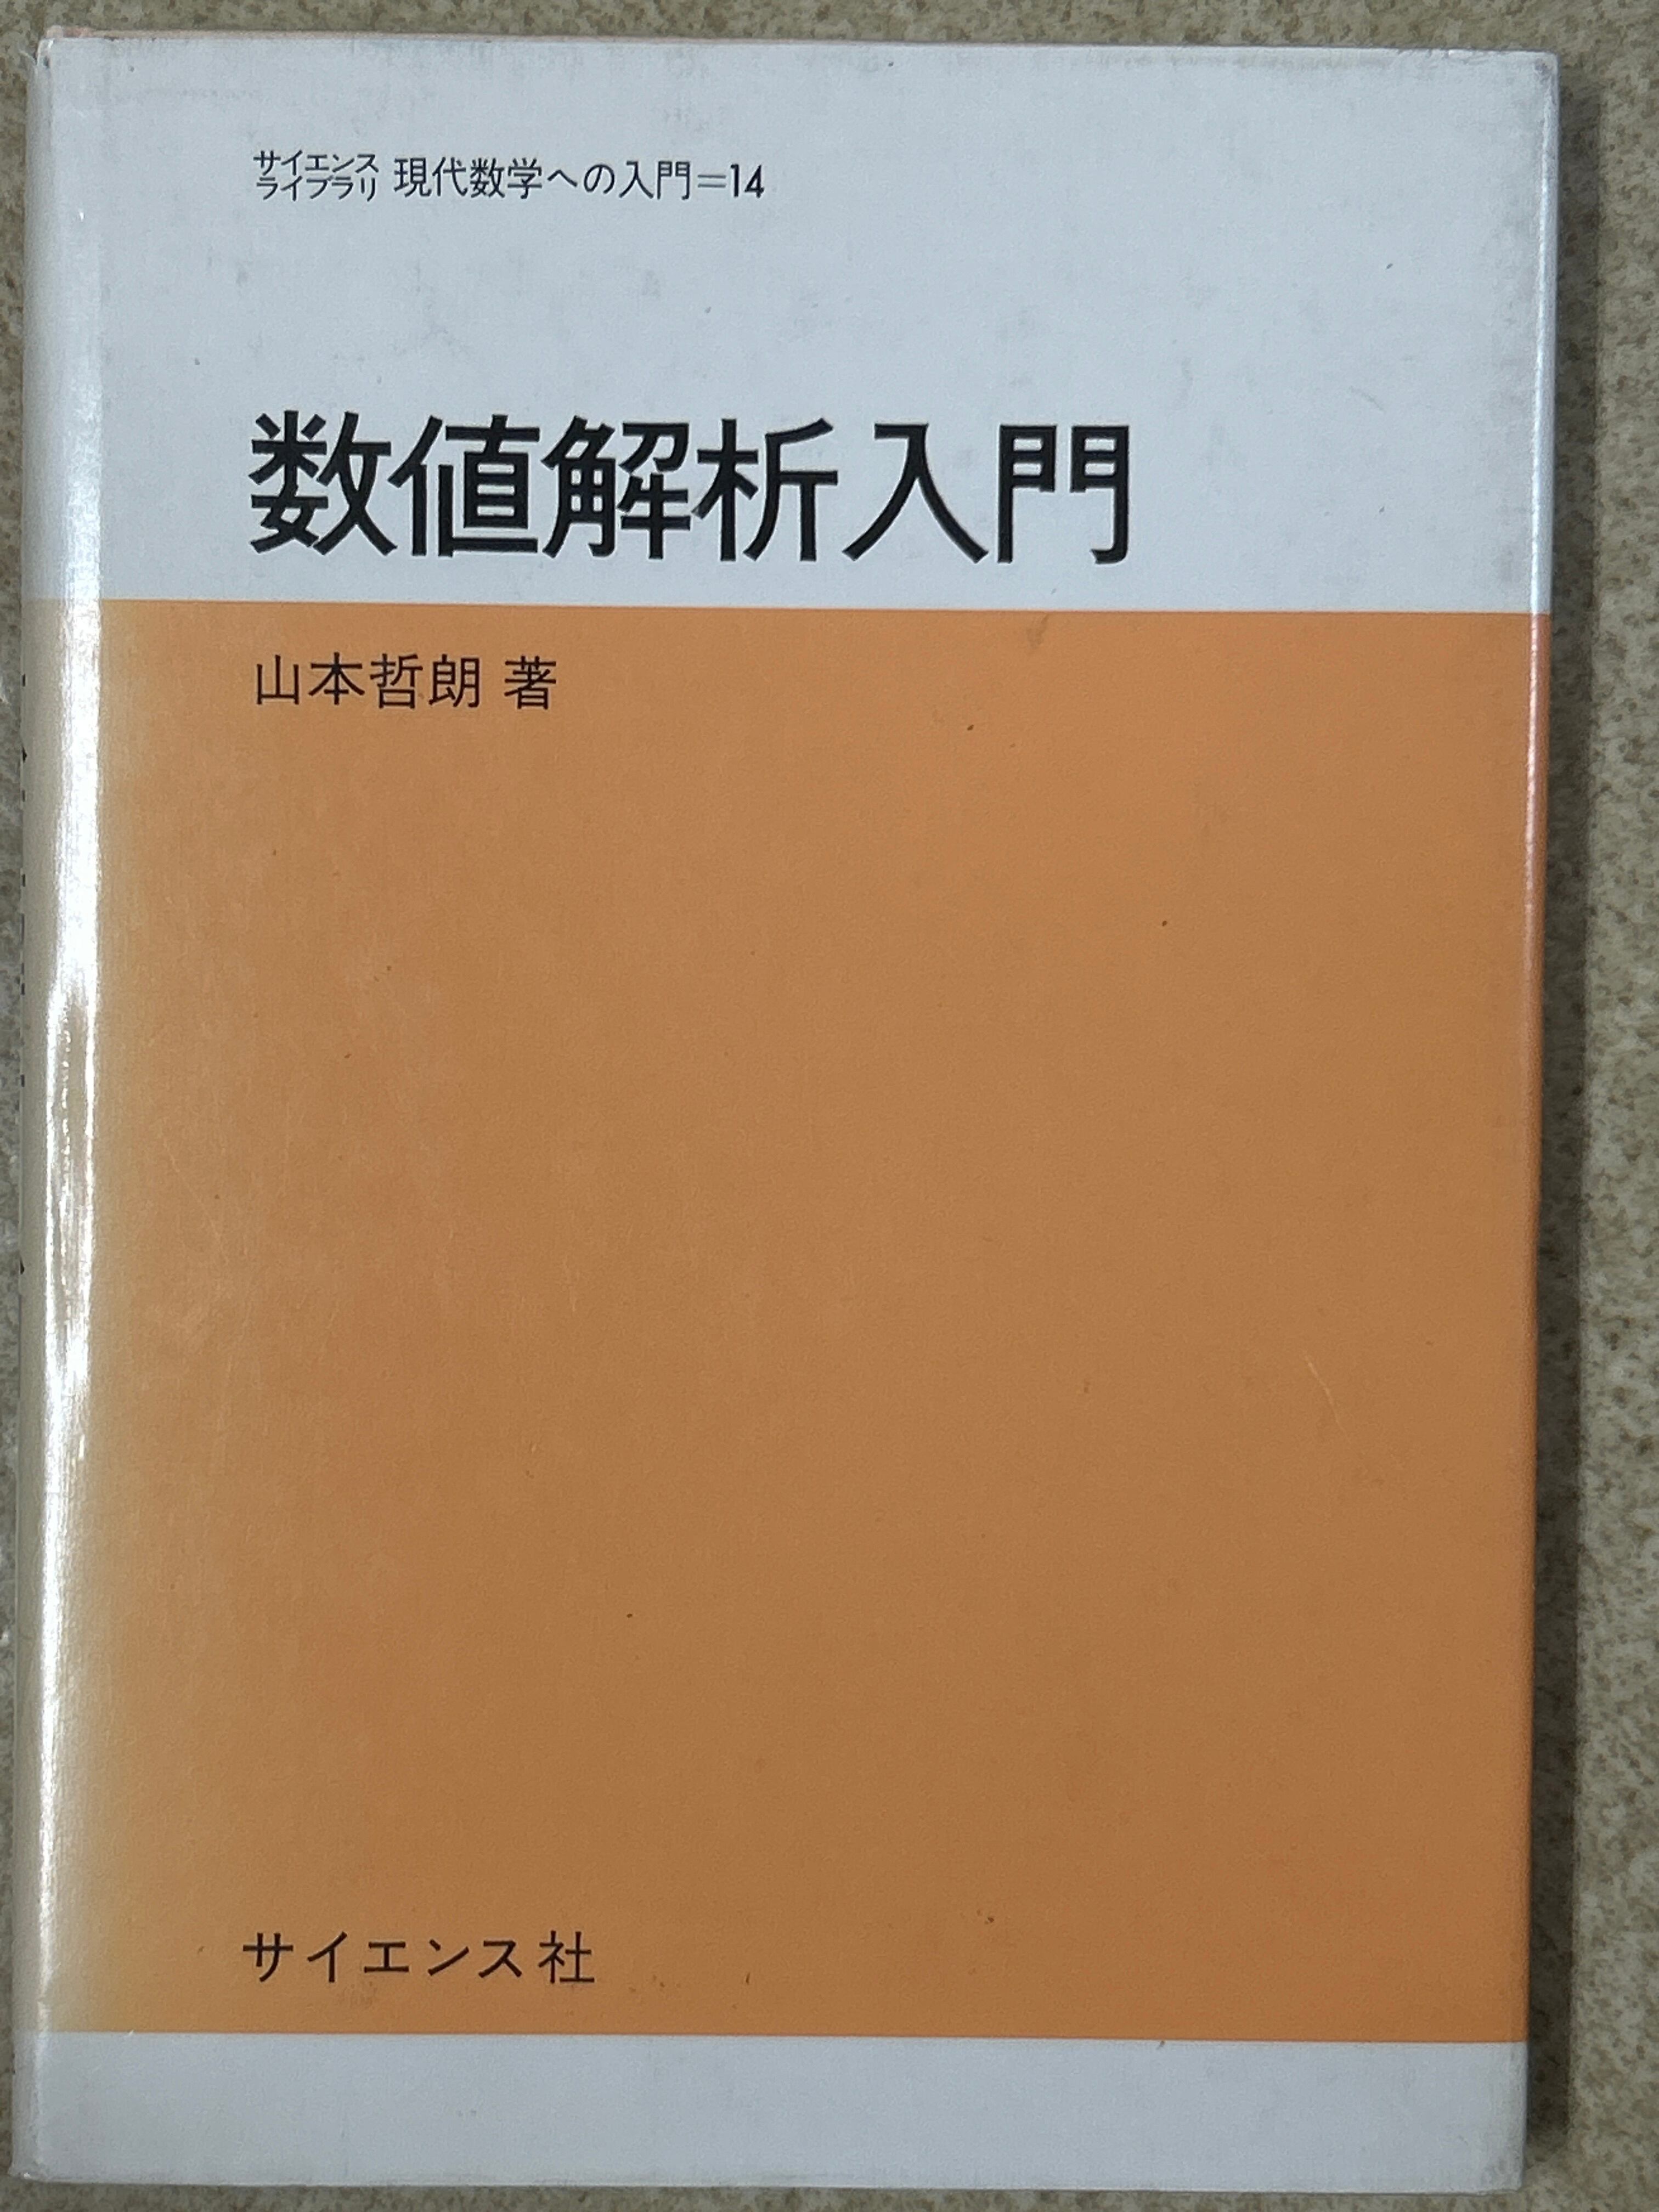 サイエンス
ライブラリ 現代数学への入門=14
数値解析入門
山本哲朗 著
サイエンス社